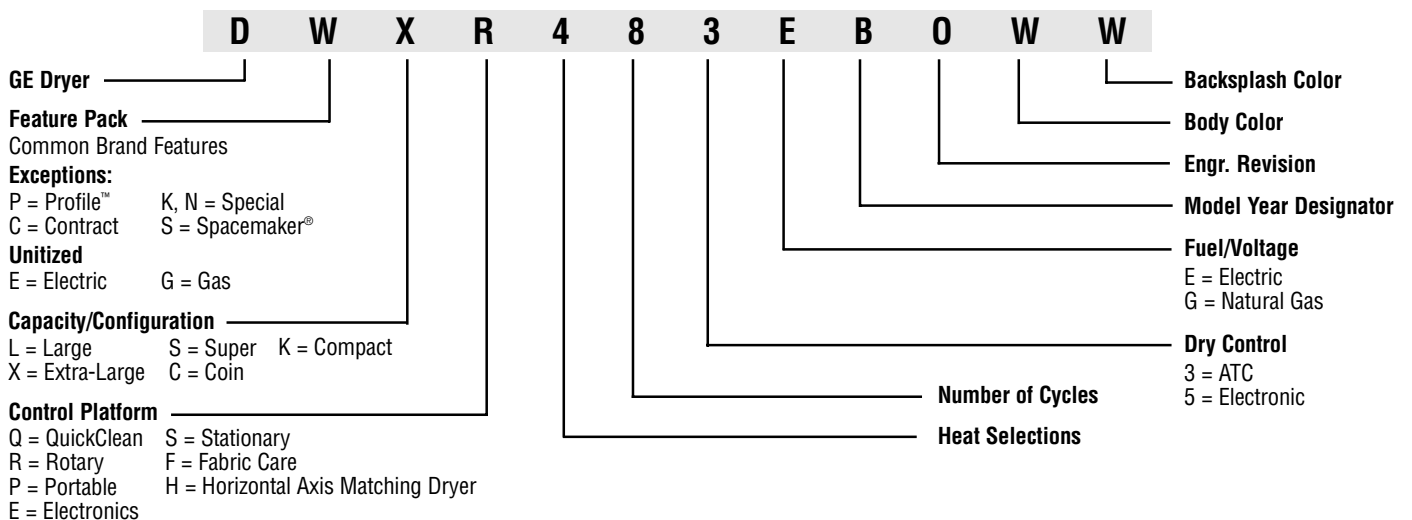 D W X R 4 8 3 E B O W W
GE Dryer
Feature Pack
Common Brand Features
Exceptions:
P = Profile™ K, N = Special
C = Contract S = Spacemaker®
Unitized
E = Electric G = Gas
Capacity/Configuration
L = Large S = Super K = Compact
X = Extra-Large C = Coin
Control Platform
Q = QuickClean S = Stationary
R = Rotary F = Fabric Care
P = Portable H = Horizontal Axis Matching Dryer
E = Electronics
Backsplash Color
Body Color
Engr. Revision
Model Year Designator
Fuel/Voltage
E = Electric
G = Natural Gas
Dry Control
3 = ATC
5 = Electronic
Number of Cycles
Heat Selections